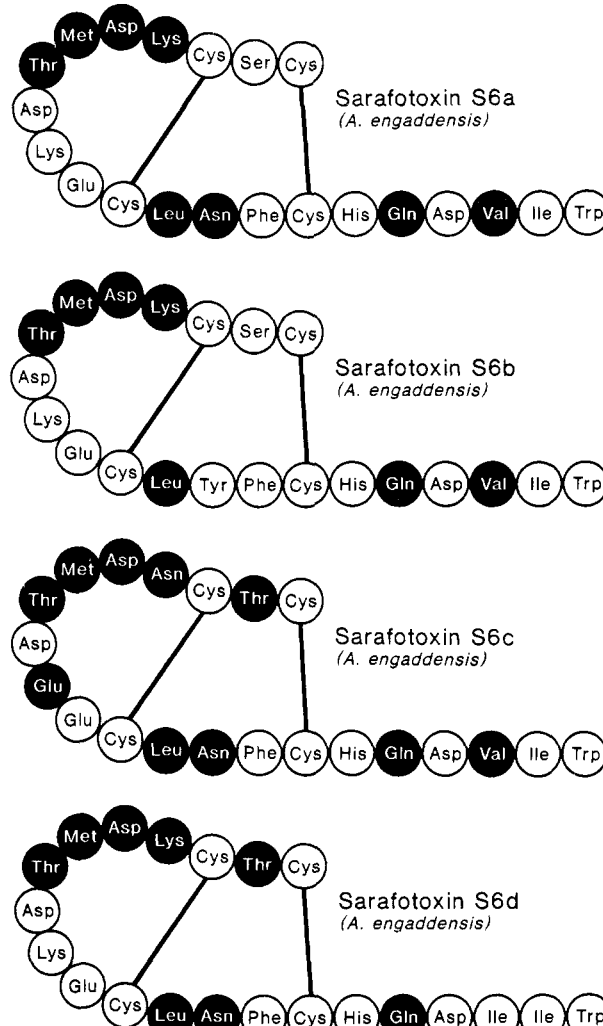 Thr Met Asp Lys Cys Ser Cys
Sarafotoxin S6a
(A. engaddensis)
Asp
Lys
Glu Cys Leu Asn Phe Cys His Gln Asp Val Ile Trp
Thr Met Asp Lys Cys Ser Cys
Sarafotoxin S6b
(A. engaddensis)
Asp
Lys
Glu Cys Leu Tyr Phe Cys His Gln Asp Val Ile Trp
Thr Met Asp Asn Cys Thr Cys
Sarafotoxin S6c
(A. engaddensis)
Asp
Glu
Glu Cys Leu Asn Phe Cys His Gln Asp Val Ile Trp
Thr Met Asp Lys Cys Thr Cys
Sarafotoxin S6d
(A. engaddensis)
Asp
Lys
Glu Cys Leu Asn Phe Cys His Gln Asp Ile Ile Trp